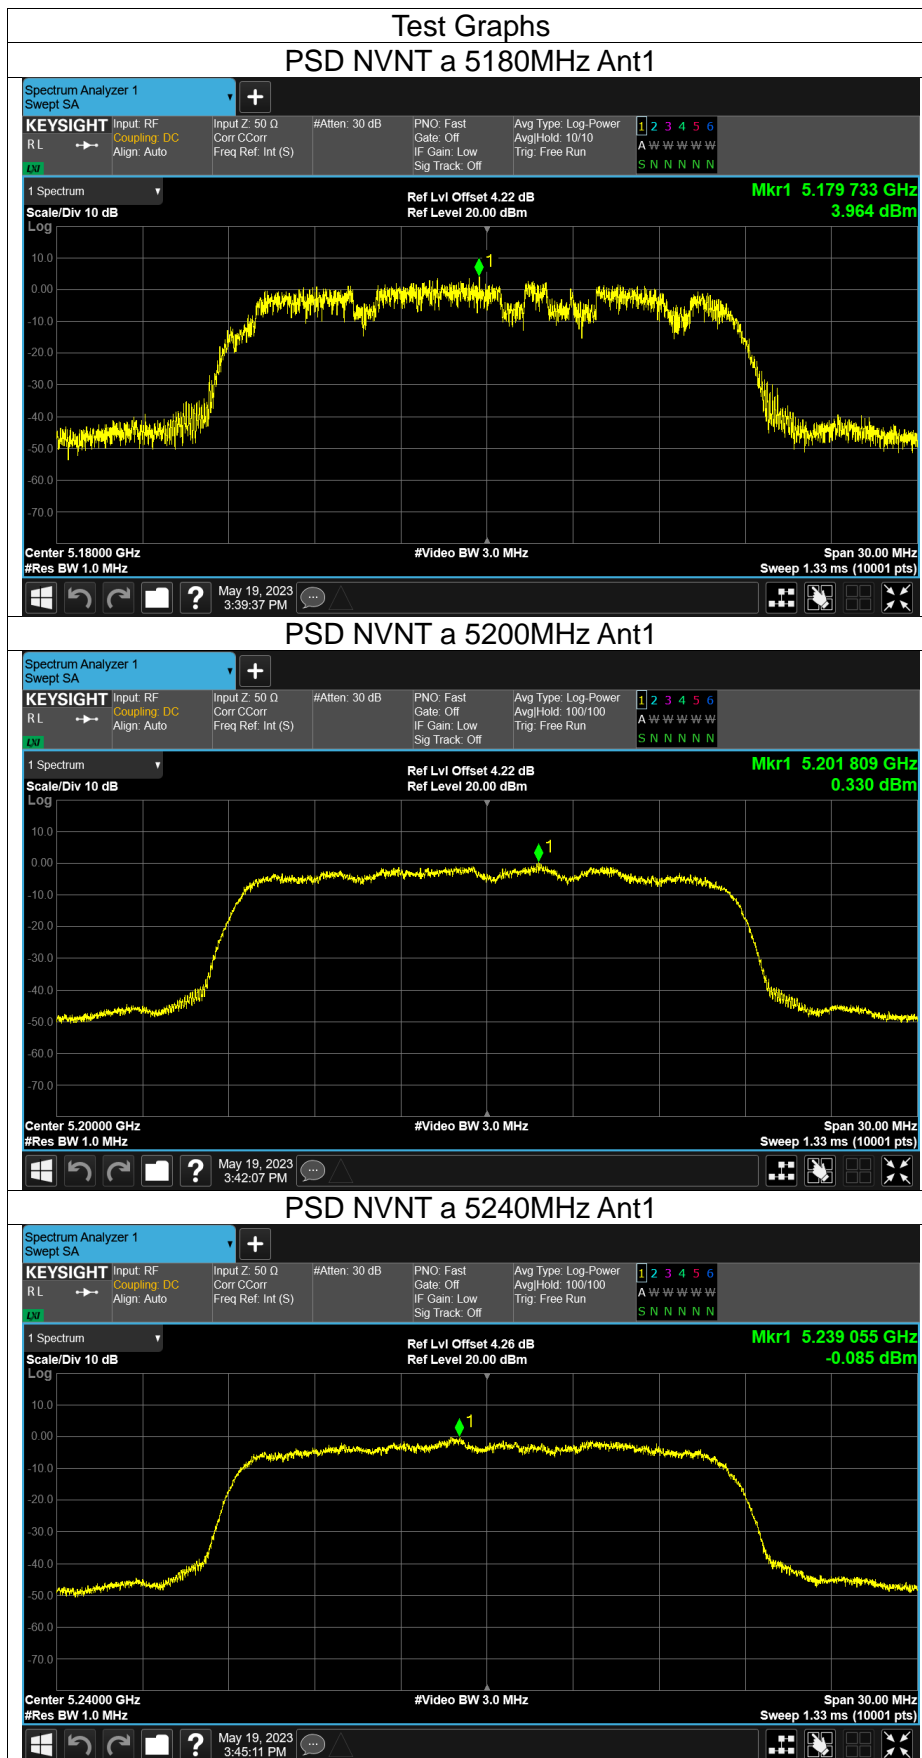 Test Graphs
PSD NVNT a 5180MHz Ant1
Spectrum Analyzer 1
Swept SA
+
KEYSIGHT Input: RF Input Z: 50 Ω #Atten: 30 dB PNO: Fast Avg Type: Log-Power 1 2 3 4 5 6
RL Coupling: DC Corr CCorr Gate: Off Avg|Hold: 10/10 A W W W W W
Align: Auto Freq Ref: Int (S) IF Gain: Low Trig: Free Run
LXI Sig Track: Off S N N N N N
1 Spectrum Ref Lvl Offset 4.22 dB Mkr1 5.179 733 GHz
Scale/Div 10 dB Ref Level 20.00 dBm 3.964 dBm
Log
10.0
1
0.00
-10.0
-20.0
-30.0
-40.0
-50.0
-60.0
-70.0
Center 5.18000 GHz #Video BW 3.0 MHz Span 30.00 MHz
#Res BW 1.0 MHz Sweep 1.33 ms (10001 pts)
? May 19, 2023
3:39:37 PM
PSD NVNT a 5200MHz Ant1
Spectrum Analyzer 1
Swept SA
+
KEYSIGHT Input: RF Input Z: 50 Ω #Atten: 30 dB PNO: Fast Avg Type: Log-Power 1 2 3 4 5 6
RL Coupling: DC Corr CCorr Gate: Off Avg|Hold: 100/100 A W W W W W
Align: Auto Freq Ref: Int (S) IF Gain: Low Trig: Free Run
LXI Sig Track: Off S N N N N N
1 Spectrum Ref Lvl Offset 4.22 dB Mkr1 5.201 809 GHz
Scale/Div 10 dB Ref Level 20.00 dBm 0.330 dBm
Log
10.0
1
0.00
-10.0
-20.0
-30.0
-40.0
-50.0
-60.0
-70.0
Center 5.20000 GHz #Video BW 3.0 MHz Span 30.00 MHz
#Res BW 1.0 MHz Sweep 1.33 ms (10001 pts)
? May 19, 2023
3:42:07 PM
PSD NVNT a 5240MHz Ant1
Spectrum Analyzer 1
Swept SA
+
KEYSIGHT Input: RF Input Z: 50 Ω #Atten: 30 dB PNO: Fast Avg Type: Log-Power 1 2 3 4 5 6
RL Coupling: DC Corr CCorr Gate: Off Avg|Hold: 100/100 A W W W W W
Align: Auto Freq Ref: Int (S) IF Gain: Low Trig: Free Run
LXI Sig Track: Off S N N N N N
1 Spectrum Ref Lvl Offset 4.26 dB Mkr1 5.239 055 GHz
Scale/Div 10 dB Ref Level 20.00 dBm -0.085 dBm
Log
10.0
1
0.00
-10.0
-20.0
-30.0
-40.0
-50.0
-60.0
-70.0
Center 5.24000 GHz #Video BW 3.0 MHz Span 30.00 MHz
#Res BW 1.0 MHz Sweep 1.33 ms (10001 pts)
? May 19, 2023
3:45:11 PM